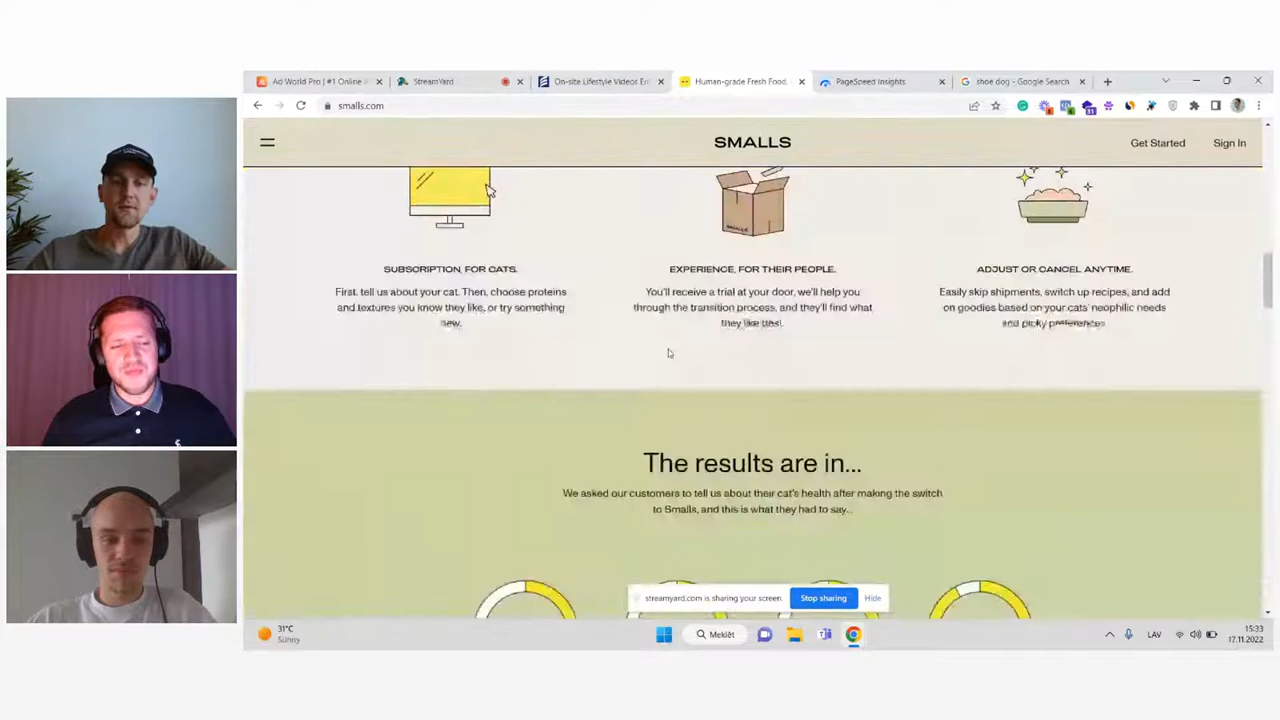 Ad World Pro | #1 Online
StreamYard
On-site Lifestyle Videos En
Human-grade Fresh Food,
PageSpeed Insights
shoe dog - Google Search
smalls.com
SMALLS
Get Started
Sign In
SMALLS
SUBSCRIPTION, FOR CATS.
First, tell us about your cat. Then, choose proteins
and textures you know they like, or try something
new.
EXPERIENCE, FOR THEIR PEOPLE.
You'll receive a trial at your door, we'll help you
through the transition process, and they'll find what
they like best.
ADJUST OR CANCEL ANYTIME.
Easily skip shipments, switch up recipes, and add
on goodies based on your cats' neophilic needs
and picky preferences.
The results are in...
We asked our customers to tell us about their cat's health after making the switch
to Smalls, and this is what they had to say...
streamyard.com is sharing your screen.
Stop sharing
Hide
31°C
Sunny
Meklēt
LAV
15:33
17.11.2022